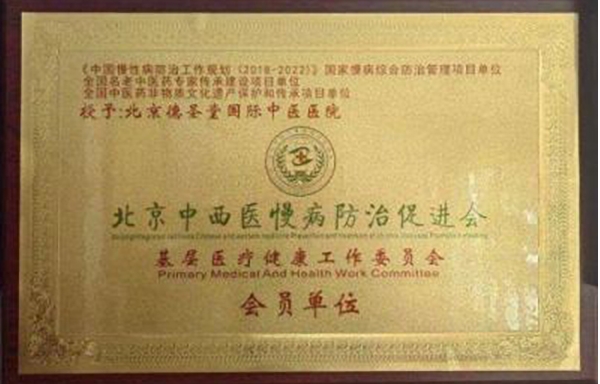 《中国慢性病防治工作规划（2018-2022）》国家慢病综合防治管理项目单位
全国名老中医药专家传承建设项目单位
全国中医药非物质文化遗产保护和传承项目单位
授予:北京德圣堂国际中医医院
北京中西医慢病防治促进会
基层医疗健康工作委员会
Primary Medical And Health Work Committee
会员单位